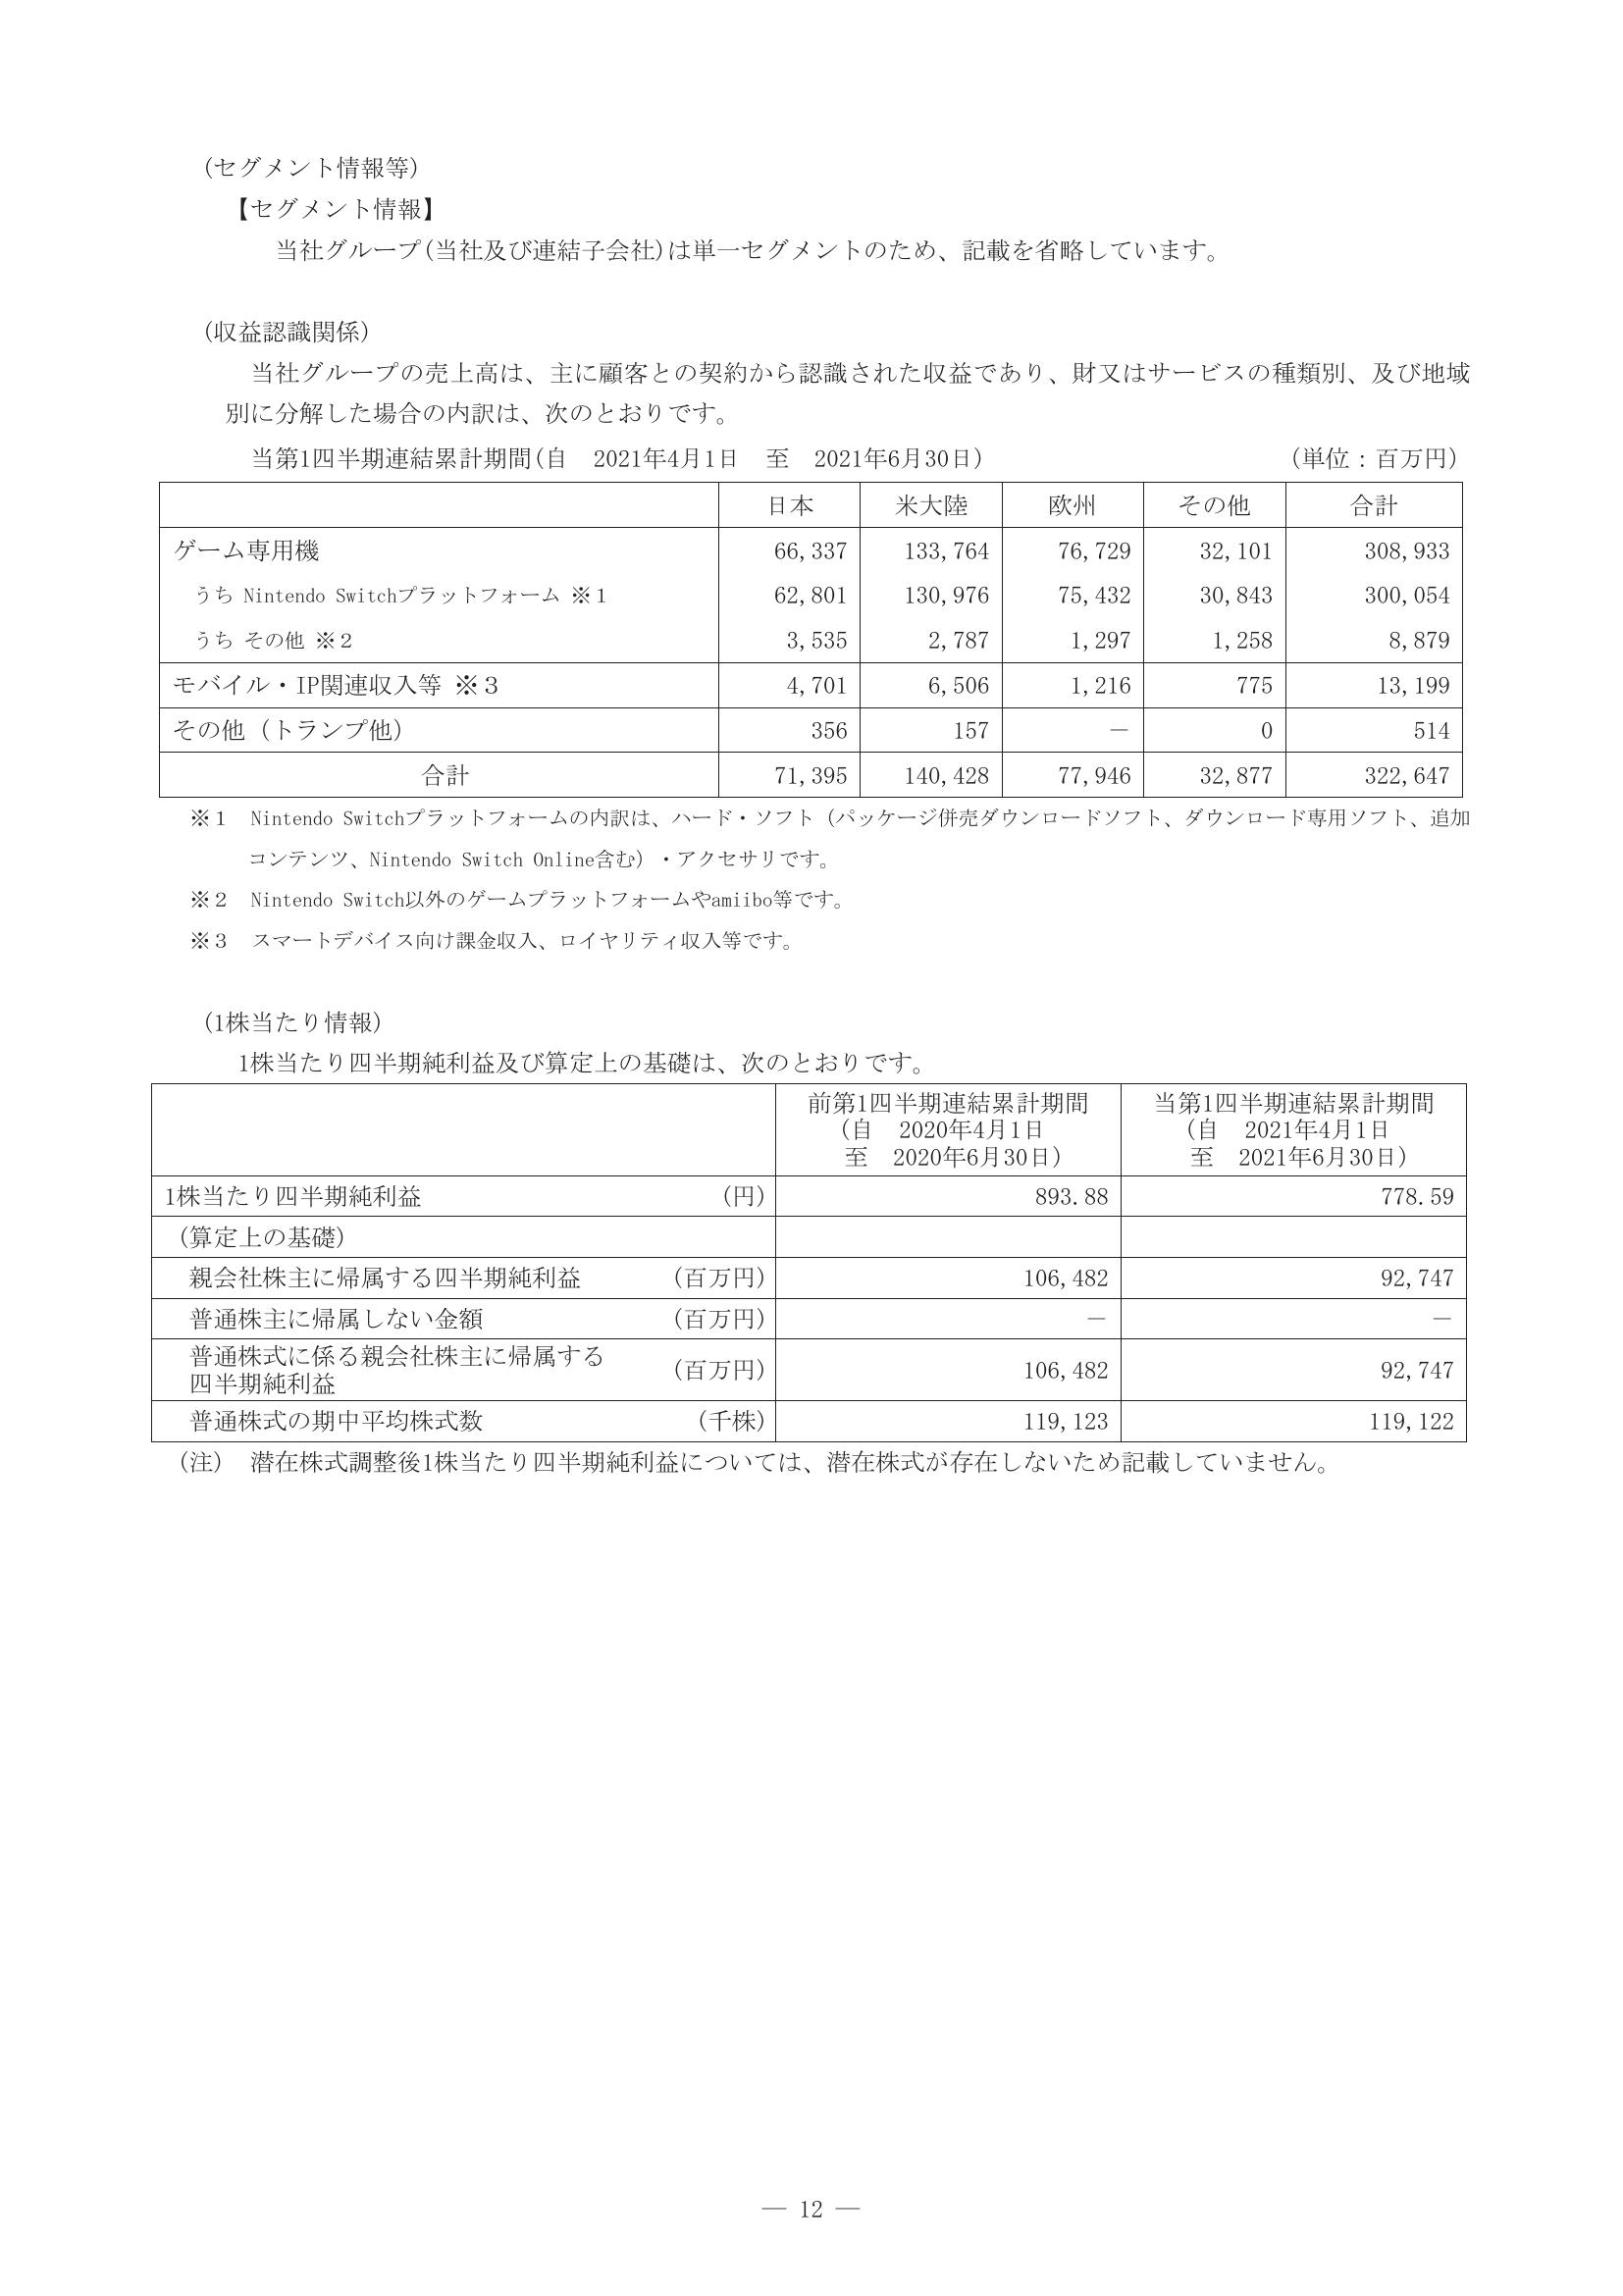 （セグメント情報等）
【セグメント情報】
当社グループ(当社及び連結子会社)は単一セグメントのため、記載を省略しています。
（収益認識関係）
当社グループの売上高は、主に顧客との契約から認識された収益であり、財又はサービスの種類別、及び地域
別に分解した場合の内訳は、次のとおりです。
当第1四半期連結累計期間(自　2021年4月1日　至　2021年6月30日)　（単位：百万円）
日本 米大陸 欧州 その他 合計
ゲーム専用機 66,337 133,764 76,729 32,101 308,933
うち Nintendo Switchプラットフォーム ※1 62,801 130,976 75,432 30,843 300,054
うち その他 ※2 3,535 2,787 1,297 1,258 8,879
モバイル・IP関連収入等 ※3 4,701 6,506 1,216 775 13,199
その他（トランプ他） 356 157 － 0 514
合計 71,395 140,428 77,946 32,877 322,647
※1　Nintendo Switchプラットフォームの内訳は、ハード・ソフト（パッケージ併売ダウンロードソフト、ダウンロード専用ソフト、追加
コンテンツ、Nintendo Switch Online含む）・アクセサリです。
※2　Nintendo Switch以外のゲームプラットフォームやamiibo等です。
※3　スマートデバイス向け課金収入、ロイヤリティ収入等です。
（1株当たり情報）
1株当たり四半期純利益及び算定上の基礎は、次のとおりです。
前第1四半期連結累計期間 当第1四半期連結累計期間
（自　2020年4月1日 （自　2021年4月1日
至　2020年6月30日） 至　2021年6月30日）
1株当たり四半期純利益 （円） 893.88 778.59
（算定上の基礎）
親会社株主に帰属する四半期純利益 （百万円） 106,482 92,747
普通株主に帰属しない金額 （百万円） － －
普通株式に係る親会社株主に帰属する
四半期純利益 （百万円） 106,482 92,747
普通株式の期中平均株式数 （千株） 119,123 119,122
（注）　潜在株式調整後1株当たり四半期純利益については、潜在株式が存在しないため記載していません。
― 12 ―